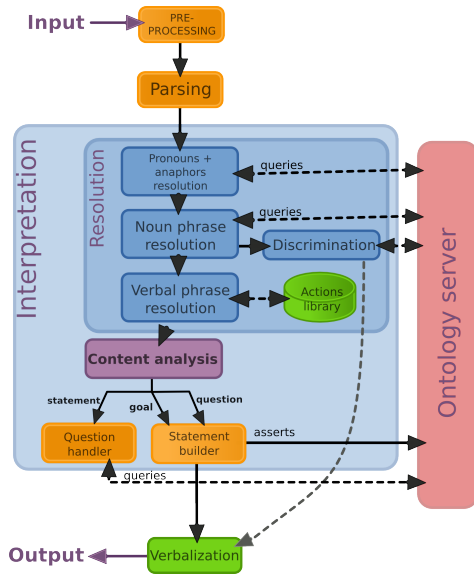 Input
PRE-
PROCESSING
Parsing
Interpretation
Resolution
Pronouns +
anaphors
resolution
queries
Noun phrase
resolution
queries
Discrimination
Verbal phrase
resolution
Actions
library
Ontology server
Content analysis
statement
goal
question
Question
handler
Statement
builder
asserts
queries
Output
Verbalization